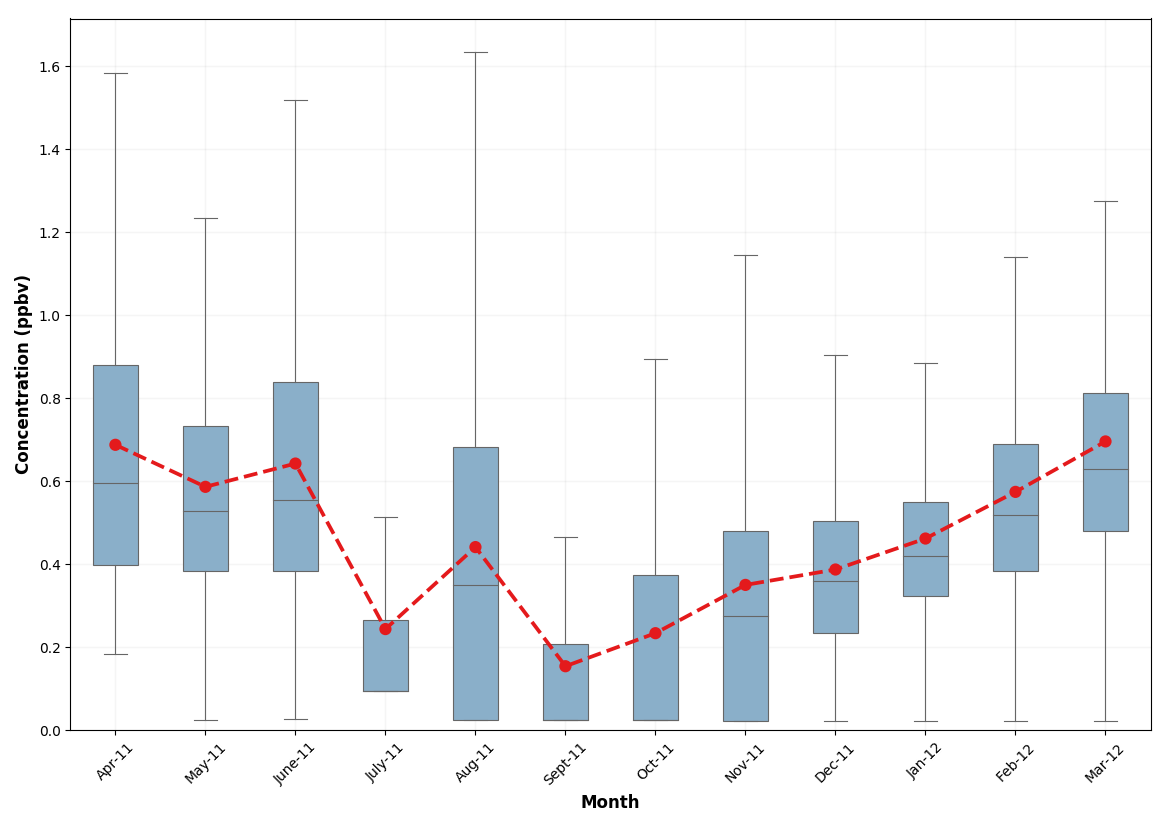 Concentration (ppbv)
1.6
1.4
1.2
1.0
0.8
0.6
0.4
0.2
0.0
Apr-11
May-11
June-11
July-11
Aug-11
Sept-11
Oct-11
Nov-11
Dec-11
Jan-12
Feb-12
Mar-12
Month